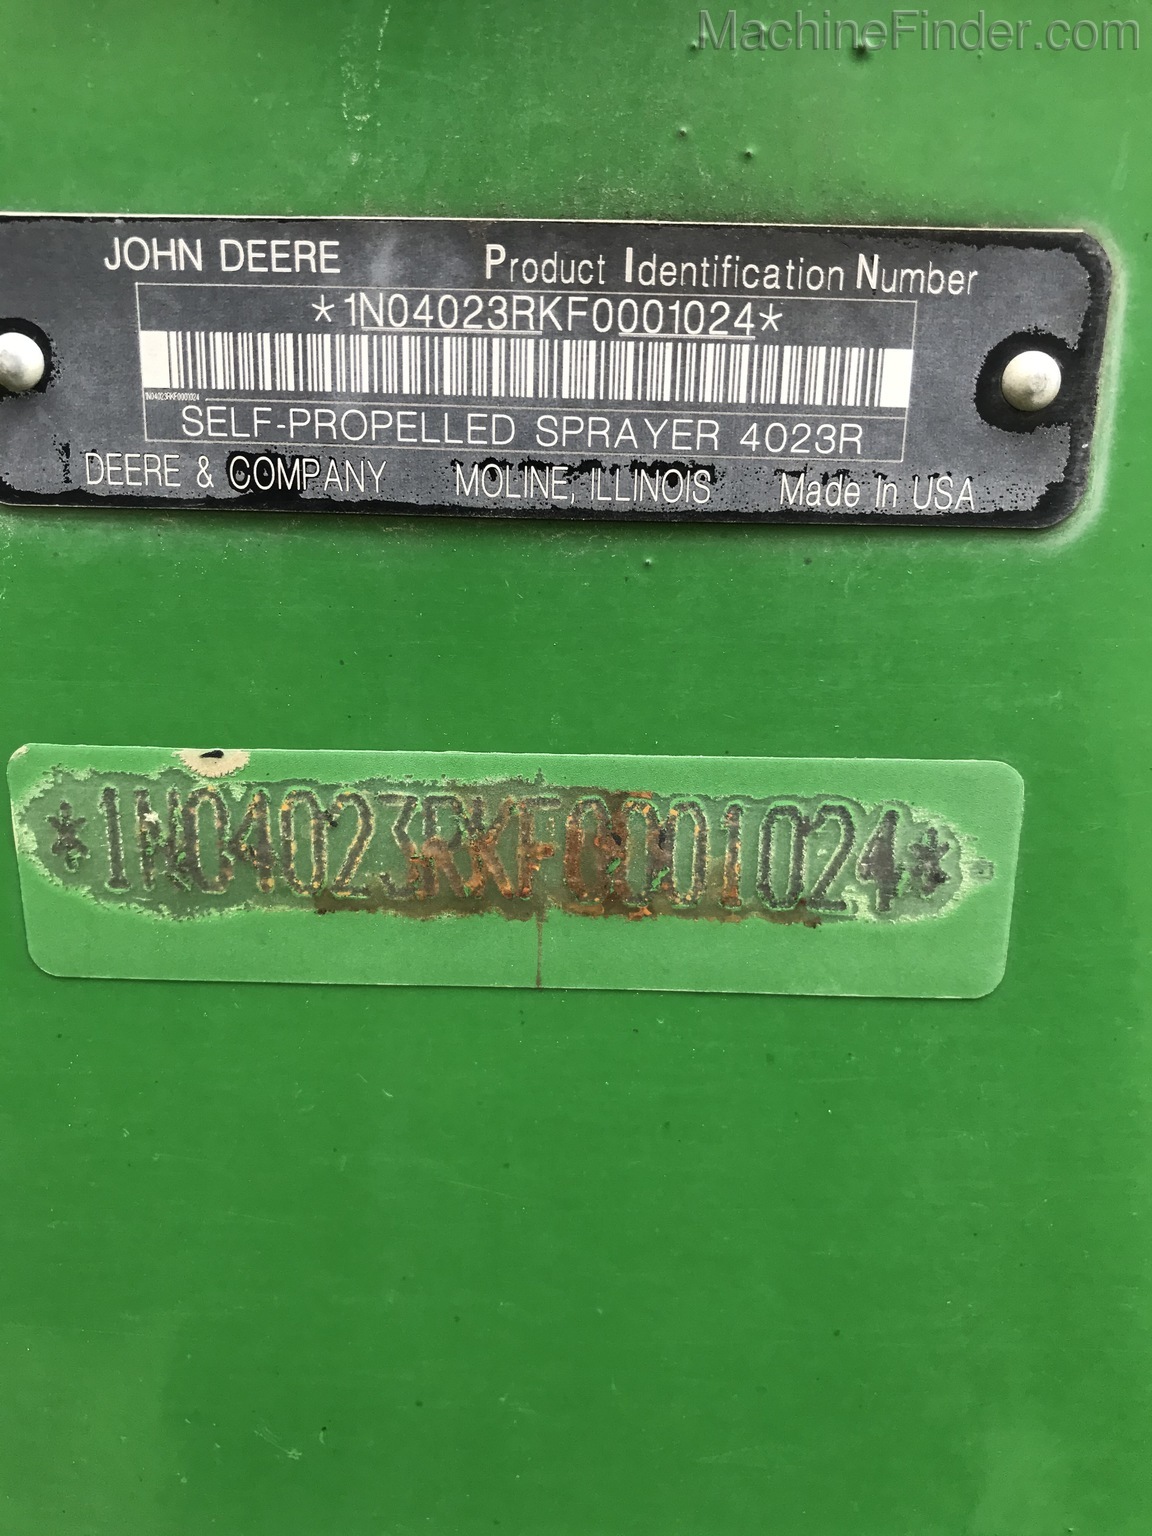 MachineFinder.com
JOHN DEERE Product Identification Number
*1N04023RKF0001024*
1N04023RKF0001024
SELF-PROPELLED SPRAYER 4023R
DEERE & COMPANY MOLINE, ILLINOIS Made in USA
*1N04023RKF0001024*